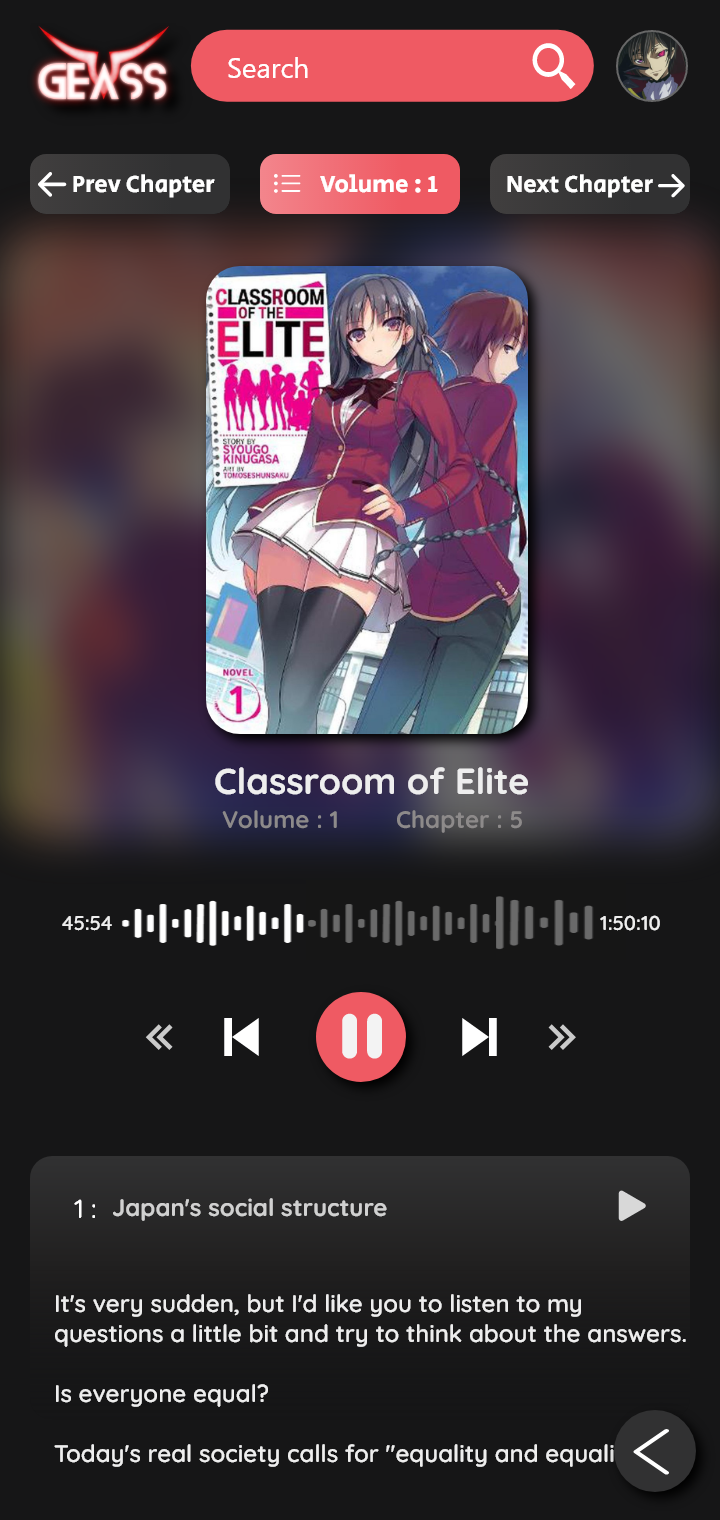 GEASS
Search
Prev Chapter
Volume : 1
Next Chapter
CLASSROOM
OF THE
ELITE
STORY BY
SYOUGO
KINUGASA
ART BY
TOMOSESHUNSAKU
NOVEL
1
Classroom of Elite
Volume : 1 Chapter : 5
45:54 1:50:10
1 : Japan's social structure
It's very sudden, but I'd like you to listen to my
questions a little bit and try to think about the answers.
Is everyone equal?
Today's real society calls for "equality and equali